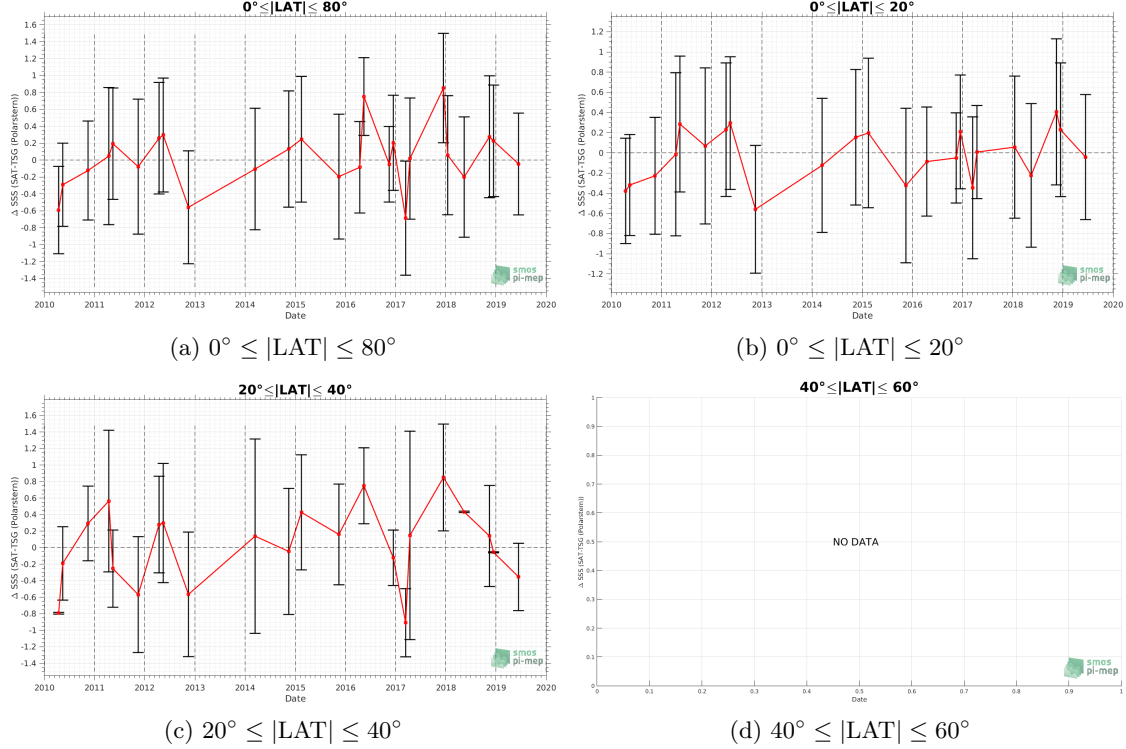 0°≤|LAT|≤ 80°
Δ SSS (SAT-TSG (Polarstern))
1.6
1.4
1.2
1
0.8
0.6
0.4
0.2
0
-0.2
-0.4
-0.6
-0.8
-1
-1.2
-1.4
2010 2011 2012 2013 2014 2015 2016 2017 2018 2019 2020
Date
smos
pi-mep
(a) 0° ≤ |LAT| ≤ 80°
0°≤|LAT|≤ 20°
Δ SSS (SAT-TSG (Polarstern))
1.2
1
0.8
0.6
0.4
0.2
0
-0.2
-0.4
-0.6
-0.8
-1
-1.2
2010 2011 2012 2013 2014 2015 2016 2017 2018 2019 2020
Date
smos
pi-mep
(b) 0° ≤ |LAT| ≤ 20°
20°≤|LAT|≤ 40°
Δ SSS (SAT-TSG (Polarstern))
1.6
1.4
1.2
1
0.8
0.6
0.4
0.2
0
-0.2
-0.4
-0.6
-0.8
-1
-1.2
-1.4
2010 2011 2012 2013 2014 2015 2016 2017 2018 2019 2020
Date
smos
pi-mep
(c) 20° ≤ |LAT| ≤ 40°
40°≤|LAT|≤ 60°
Δ SSS (SAT-TSG (Polarstern))
1
0.9
0.8
0.7
0.6
0.5
0.4
0.3
0.2
0.1
0
NO DATA
0 0.1 0.2 0.3 0.4 0.5 0.6 0.7 0.8 0.9 1
Date
smos
pi-mep
(d) 40° ≤ |LAT| ≤ 60°